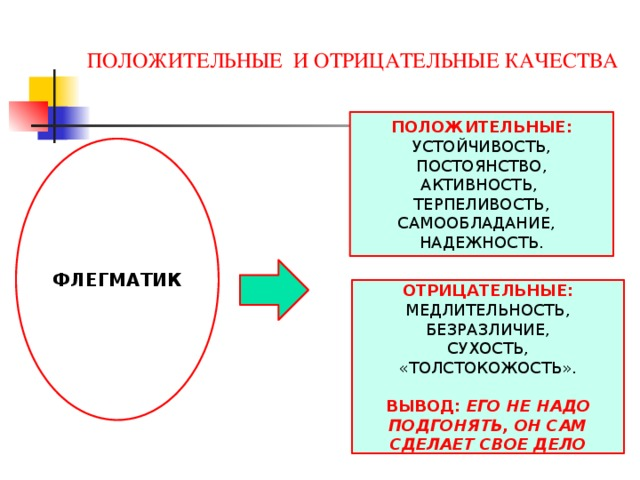 ПОЛОЖИТЕЛЬНЫЕ И ОТРИЦАТЕЛЬНЫЕ КАЧЕСТВА
ФЛЕГМАТИК
ПОЛОЖИТЕЛЬНЫЕ:
УСТОЙЧИВОСТЬ,
ПОСТОЯНСТВО,
АКТИВНОСТЬ,
ТЕРПЕЛИВОСТЬ,
САМООБЛАДАНИЕ,
НАДЕЖНОСТЬ.
ОТРИЦАТЕЛЬНЫЕ:
МЕДЛИТЕЛЬНОСТЬ,
БЕЗРАЗЛИЧИЕ,
СУХОСТЬ,
«ТОЛСТОКОЖОСТЬ».
ВЫВОД: ЕГО НЕ НАДО
ПОДГОНЯТЬ, ОН САМ
СДЕЛАЕТ СВОЕ ДЕЛО